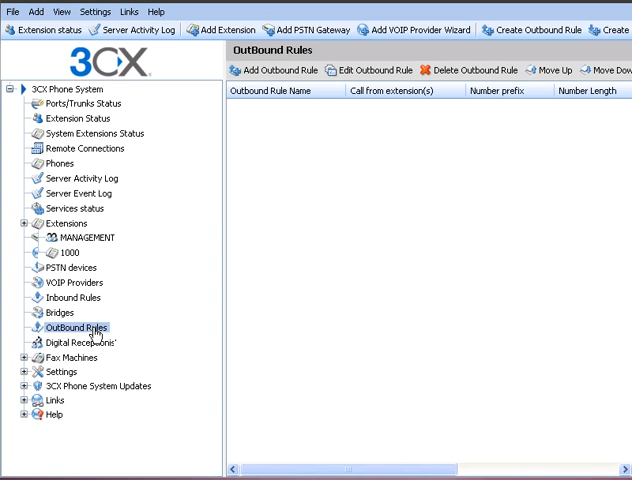 File Add View Settings Links Help
Extension status Server Activity Log Add Extension Add PSTN Gateway Add VOIP Provider Wizard Create Outbound Rule Create
3CX
OutBound Rules
Add Outbound Rule Edit Outbound Rule Delete Outbound Rule Move Up Move Dow
Outbound Rule Name Call from extension(s) Number prefix Number Length
3CX Phone System
Ports/Trunks Status
Extension Status
System Extensions Status
Remote Connections
Phones
Server Activity Log
Server Event Log
Services status
Extensions
MANAGEMENT
1000
PSTN devices
VOIP Providers
Inbound Rules
Bridges
OutBound Rules
Digital Receptionis
Fax Machines
Settings
3CX Phone System Updates
Links
Help